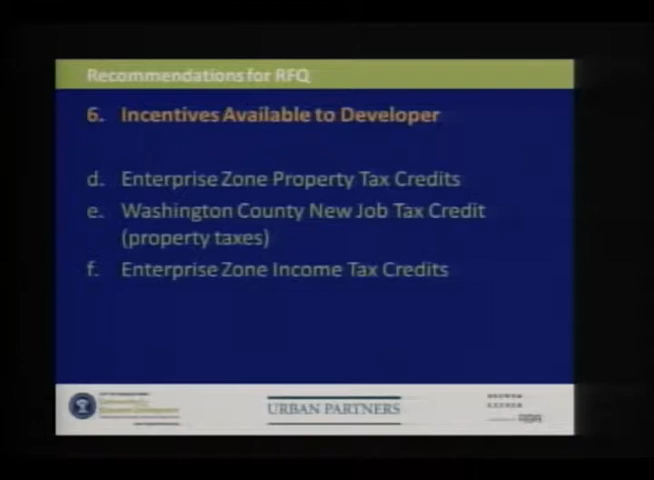 Recommendations for RFQ
6. Incentives Available to Developer
d. Enterprise Zone Property Tax Credits
e. Washington County New Job Tax Credit
(property taxes)
f. Enterprise Zone Income Tax Credits
URBAN PARTNERS